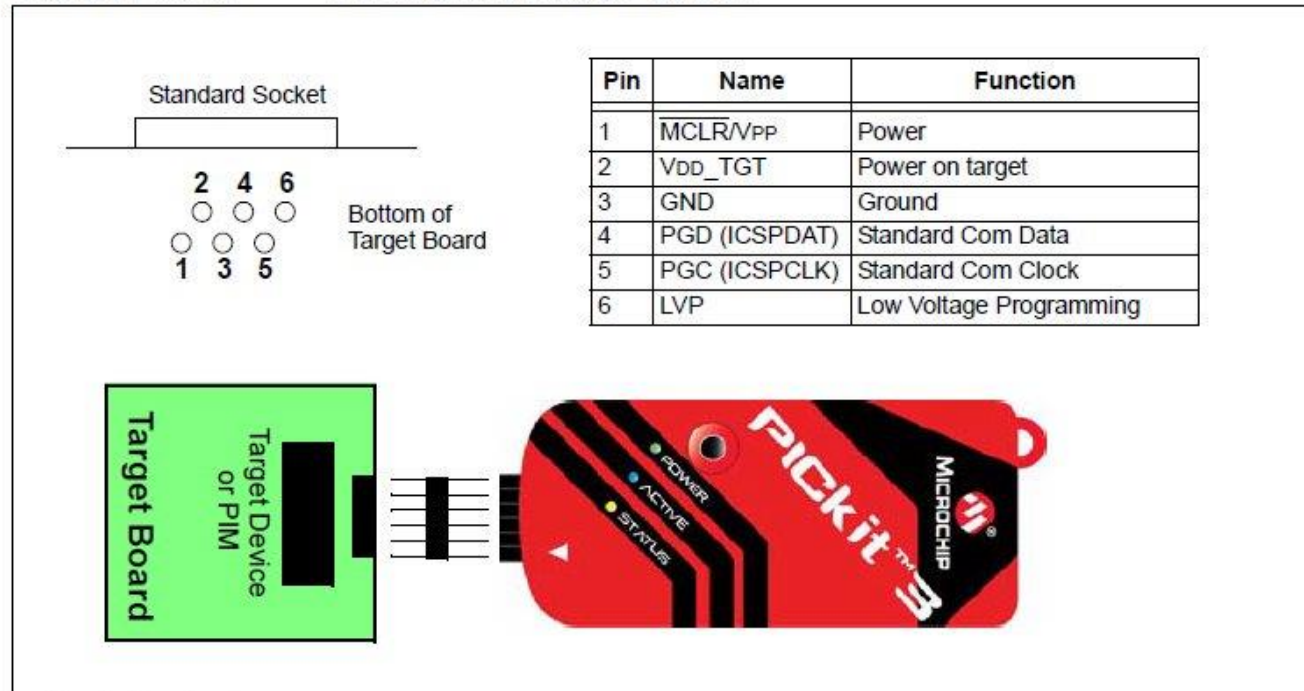 Standard Socket
2 4 6
1 3 5
Bottom of
Target Board
Pin Name Function
1 MCLR/VPP Power
2 VDD_TGT Power on target
3 GND Ground
4 PGD (ICSPDAT) Standard Com Data
5 PGC (ICSPCLK) Standard Com Clock
6 LVP Low Voltage Programming
Target Board
Target Device
or PIM
POWER
ACTIVE
STATUS
PICkit™ 3
MICROCHIP
®